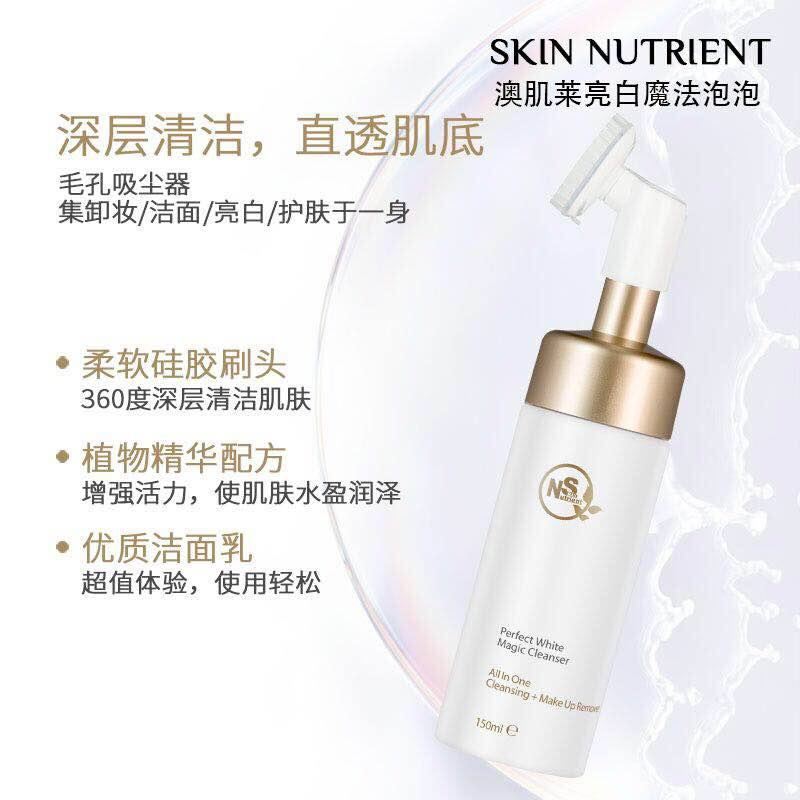 SKIN NUTRIENT
澳肌莱亮白魔法泡泡
深层清洁，直透肌底
毛孔吸尘器
集卸妆/洁面/亮白/护肤于一身
• 柔软硅胶刷头
360度深层清洁肌肤
• 植物精华配方
增强活力，使肌肤水盈润泽
• 优质洁面乳
超值体验，使用轻松
NS
Skin
Nutrient
Perfect White
Magic Cleanser
All In One
Cleansing + Make Up Remover
150ml ℮